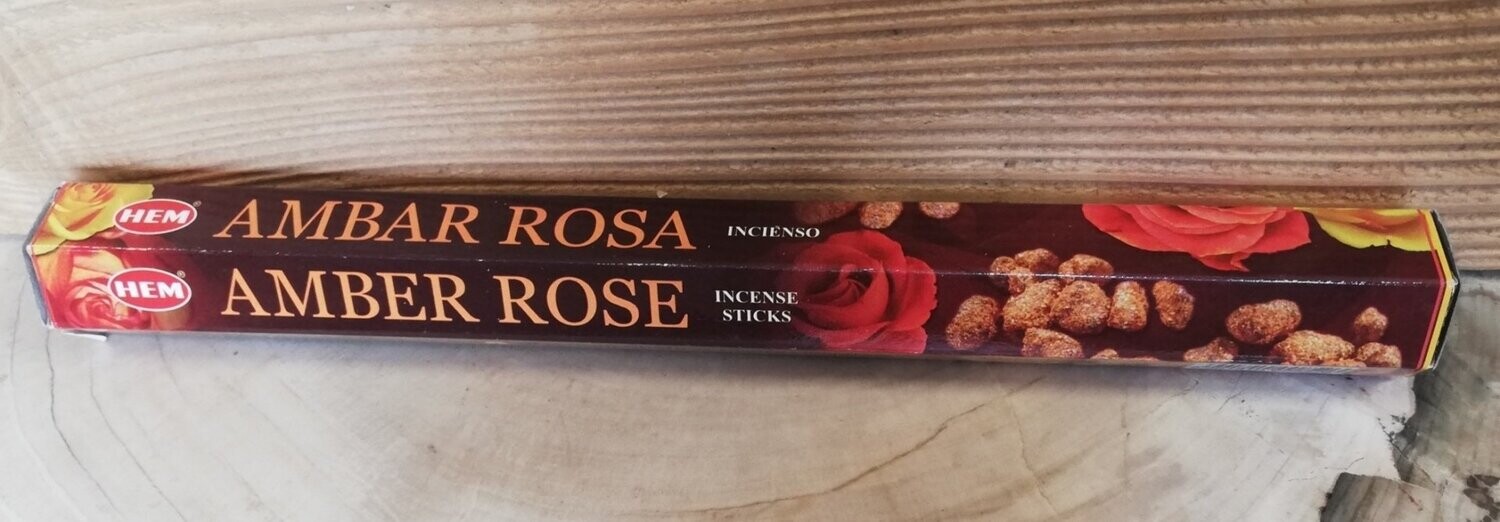 HEM® AMBAR ROSA INCIENSO
HEM® AMBER ROSE INCENSE
STICKS